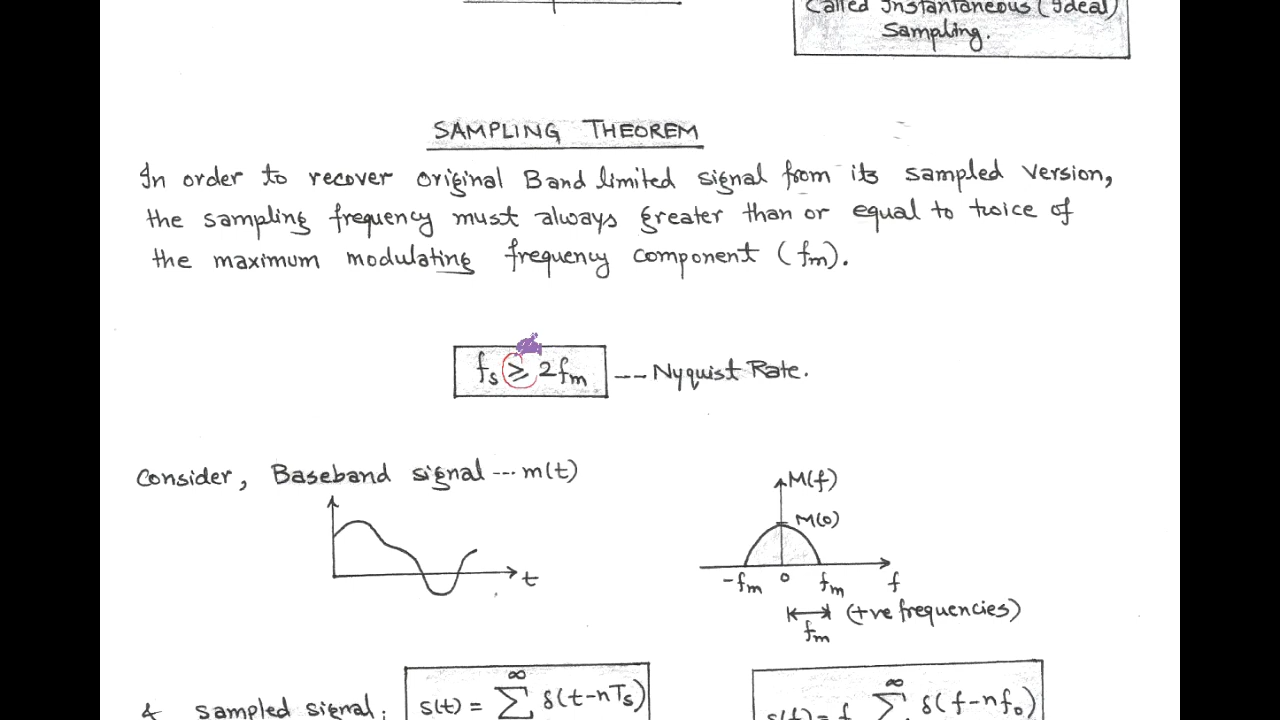 Called Instantaneous (Ideal)
Sampling.
SAMPLING THEOREM
In order to recover original Band limited signal from its sampled version,
the sampling frequency must always greater than or equal to twice of
the maximum modulating frequency component (fm).
fs ≥ 2fm -- Nyquist Rate.
Consider, Baseband signal --- m(t)
M(f)
M(0)
t
-fm 0 fm f
(+ve frequencies)
fm
& sampled signal, s(t) = ∞∑ δ(t-nTs)
s(f) = f ∞∑ δ(f-nf₀)